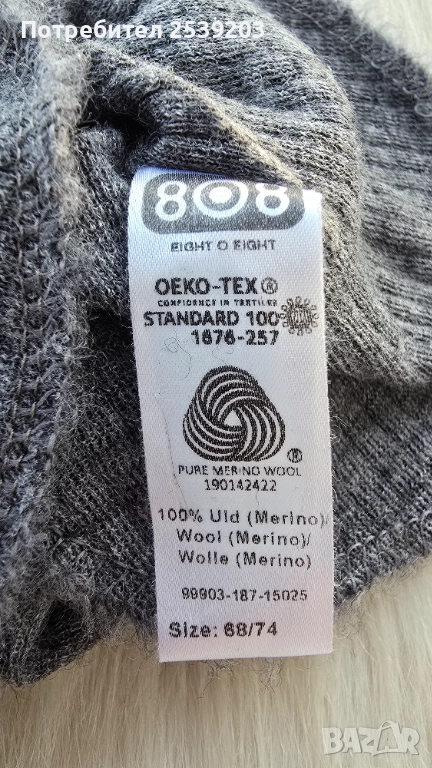 Потребител 2539203
808
EIGHT O EIGHT
OEKO-TEX®
CONFIDENCE IN TEXTILES
STANDARD 100
1676-257
®
PURE MERINO WOOL
190142422
100% Uld (Merino)/
Wool (Merino)/
Wolle (Merino)
99903-187-15025
Size: 68/74
BAZAR